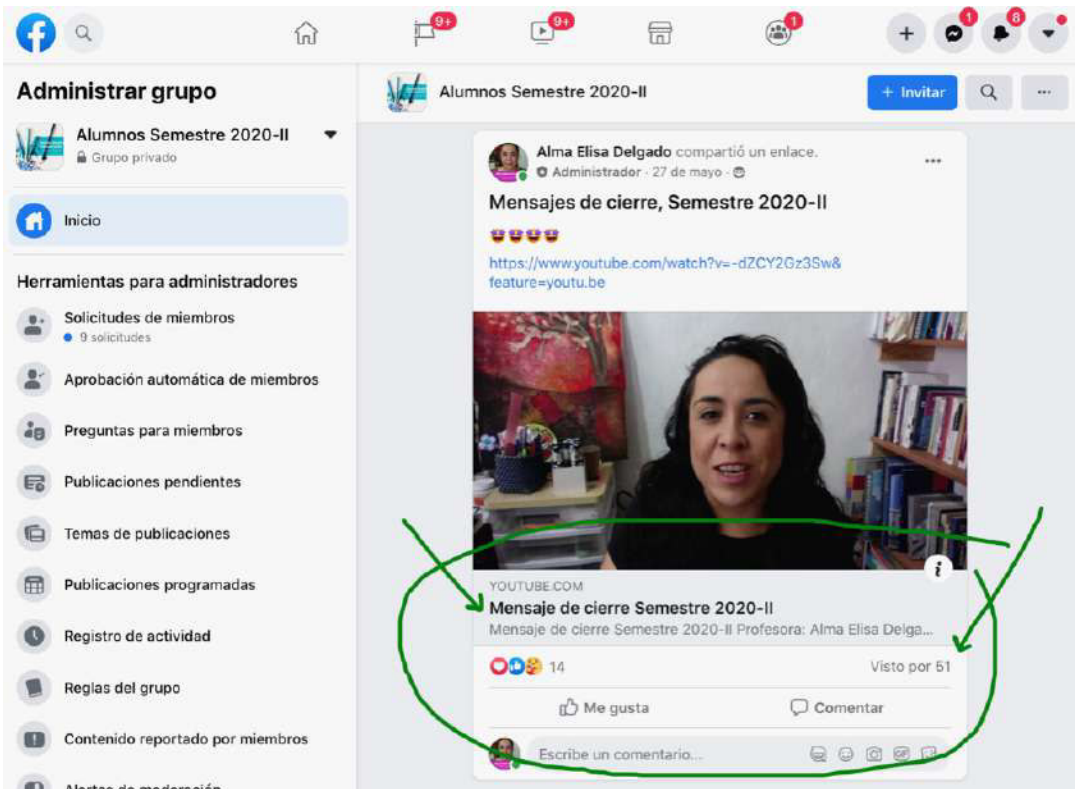 9+
9+
1
1
8
Administrar grupo
Alumnos Semestre 2020-II
Grupo privado
Inicio
Herramientas para administradores
Solicitudes de miembros
9 solicitudes
Aprobación automática de miembros
Preguntas para miembros
Publicaciones pendientes
Temas de publicaciones
Publicaciones programadas
Registro de actividad
Reglas del grupo
Contenido reportado por miembros
Alertas de moderación
Alumnos Semestre 2020-II
+ Invitar
Alma Elisa Delgado compartió un enlace.
Administrador · 27 de mayo ·
Mensajes de cierre, Semestre 2020-II
https://www.youtube.com/watch?v=-dZCY2Gz3Sw&
feature=youtu.be
YOUTUBE.COM
Mensaje de cierre Semestre 2020-II
Mensaje de cierre Semestre 2020-II Profesora: Alma Elisa Delga...
14
Visto por 51
Me gusta
Comentar
Escribe un comentario...
GIF